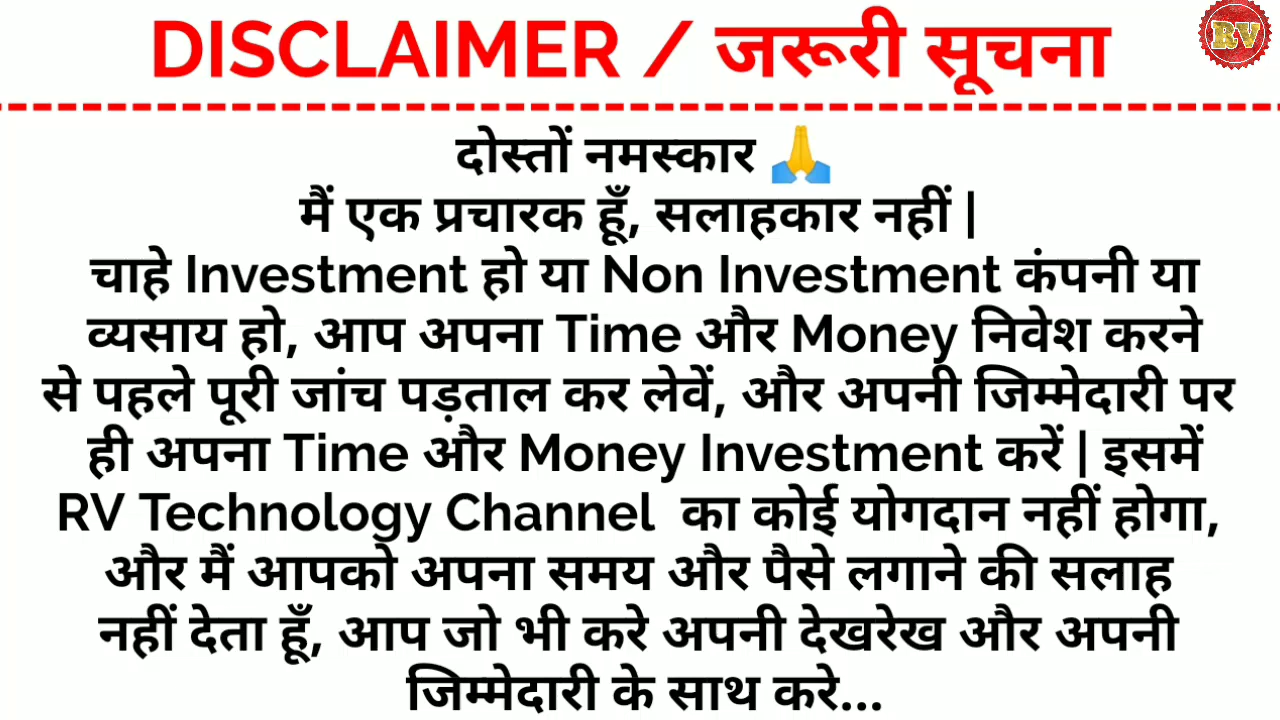 DISCLAIMER / जरूरी सूचना
RV
दोस्तों नमस्कार 🙏
मैं एक प्रचारक हूँ, सलाहकार नहीं |
चाहे Investment हो या Non Investment कंपनी या
व्यसाय हो, आप अपना Time और Money निवेश करने
से पहले पूरी जांच पड़ताल कर लेवें, और अपनी जिम्मेदारी पर
ही अपना Time और Money Investment करें | इसमें
RV Technology Channel का कोई योगदान नहीं होगा,
और मैं आपको अपना समय और पैसे लगाने की सलाह
नहीं देता हूँ, आप जो भी करे अपनी देखरेख और अपनी
जिम्मेदारी के साथ करे...